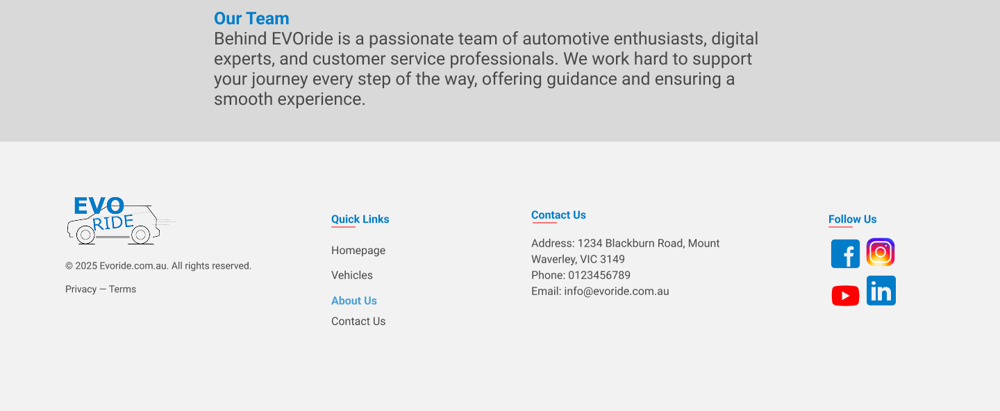 Our Team
Behind EVOride is a passionate team of automotive enthusiasts, digital
experts, and customer service professionals. We work hard to support
your journey every step of the way, offering guidance and ensuring a
smooth experience.
EVO
RIDE
© 2025 Evoride.com.au. All rights reserved.
Privacy — Terms
Quick Links
Homepage
Vehicles
About Us
Contact Us
Contact Us
Address: 1234 Blackburn Road, Mount
Waverley, VIC 3149
Phone: 0123456789
Email: info@evoride.com.au
Follow Us
f
in